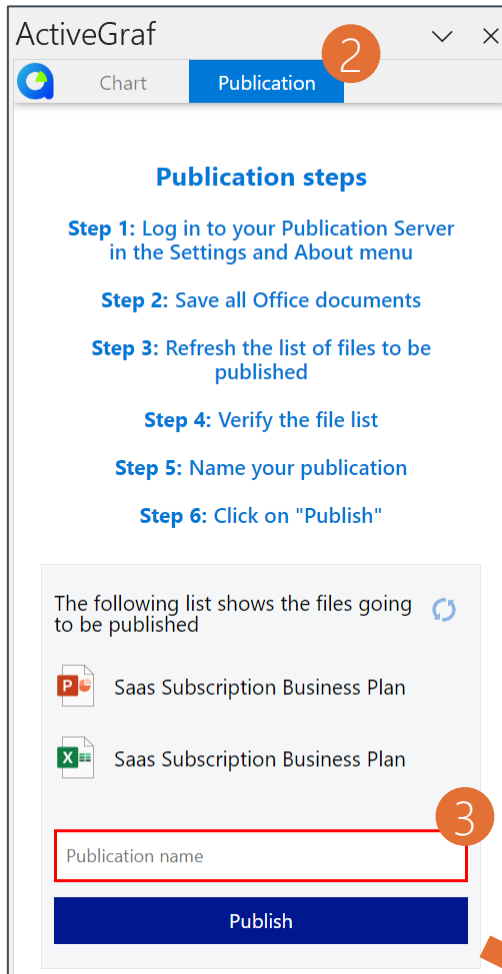 ActiveGraf
2
Chart
Publication
Publication steps
Step 1: Log in to your Publication Server
in the Settings and About menu
Step 2: Save all Office documents
Step 3: Refresh the list of files to be
published
Step 4: Verify the file list
Step 5: Name your publication
Step 6: Click on "Publish"
The following list shows the files going
to be published
P
Saas Subscription Business Plan
X
Saas Subscription Business Plan
3
Publication name
Publish